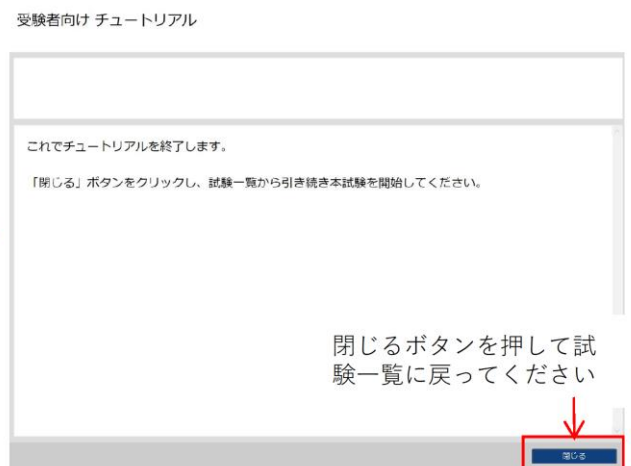 受験者向け チュートリアル
これでチュートリアルを終了します。
「閉じる」ボタンをクリックし、試験一覧から引き続き本試験を開始してください。
閉じるボタンを押して試
験一覧に戻ってください
閉じる